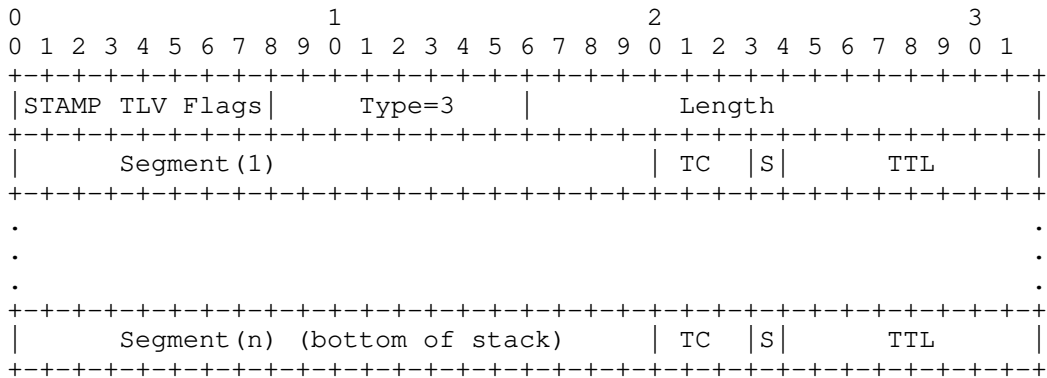 0                   1                   2                   3
0 1 2 3 4 5 6 7 8 9 0 1 2 3 4 5 6 7 8 9 0 1 2 3 4 5 6 7 8 9 0 1
+-+-+-+-+-+-+-+-+-+-+-+-+-+-+-+-+-+-+-+-+-+-+-+-+-+-+-+-+-+-+-+-+
|STAMP TLV Flags|     Type=3    |         Length                |
+-+-+-+-+-+-+-+-+-+-+-+-+-+-+-+-+-+-+-+-+-+-+-+-+-+-+-+-+-+-+-+-+
|      Segment(1)                       | TC  |S|      TTL      |
+-+-+-+-+-+-+-+-+-+-+-+-+-+-+-+-+-+-+-+-+-+-+-+-+-+-+-+-+-+-+-+-+
.                                                               .
.                                                               .
.                                                               .
+-+-+-+-+-+-+-+-+-+-+-+-+-+-+-+-+-+-+-+-+-+-+-+-+-+-+-+-+-+-+-+-+
|      Segment(n) (bottom of stack)     | TC  |S|      TTL      |
+-+-+-+-+-+-+-+-+-+-+-+-+-+-+-+-+-+-+-+-+-+-+-+-+-+-+-+-+-+-+-+-+